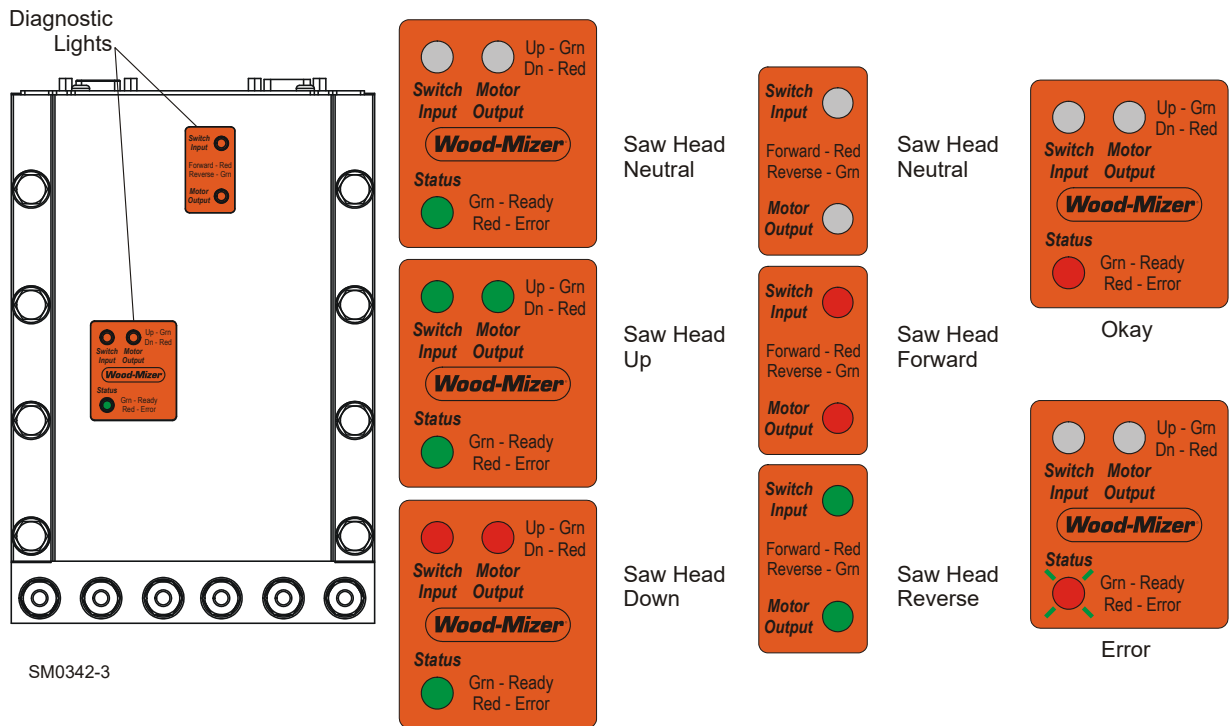 Diagnostic
Lights
Switch
Input
Forward - Red
Reverse - Grn
Motor
Output
Up - Grn
Dn - Red
Switch Motor
Input Output
Wood-Mizer
Status
Grn - Ready
Red - Error
SM0342-3
Up - Grn
Dn - Red
Switch Motor
Input Output
Wood-Mizer
Status
Grn - Ready
Red - Error
Saw Head
Neutral
Up - Grn
Dn - Red
Switch Motor
Input Output
Wood-Mizer
Status
Grn - Ready
Red - Error
Saw Head
Up
Up - Grn
Dn - Red
Switch Motor
Input Output
Wood-Mizer
Status
Grn - Ready
Red - Error
Saw Head
Down
Switch
Input
Forward - Red
Reverse - Grn
Motor
Output
Saw Head
Neutral
Switch
Input
Forward - Red
Reverse - Grn
Motor
Output
Saw Head
Forward
Switch
Input
Forward - Red
Reverse - Grn
Motor
Output
Saw Head
Reverse
Up - Grn
Dn - Red
Switch Motor
Input Output
Wood-Mizer
Status
Grn - Ready
Red - Error
Okay
Up - Grn
Dn - Red
Switch Motor
Input Output
Wood-Mizer
Status
Grn - Ready
Red - Error
Error